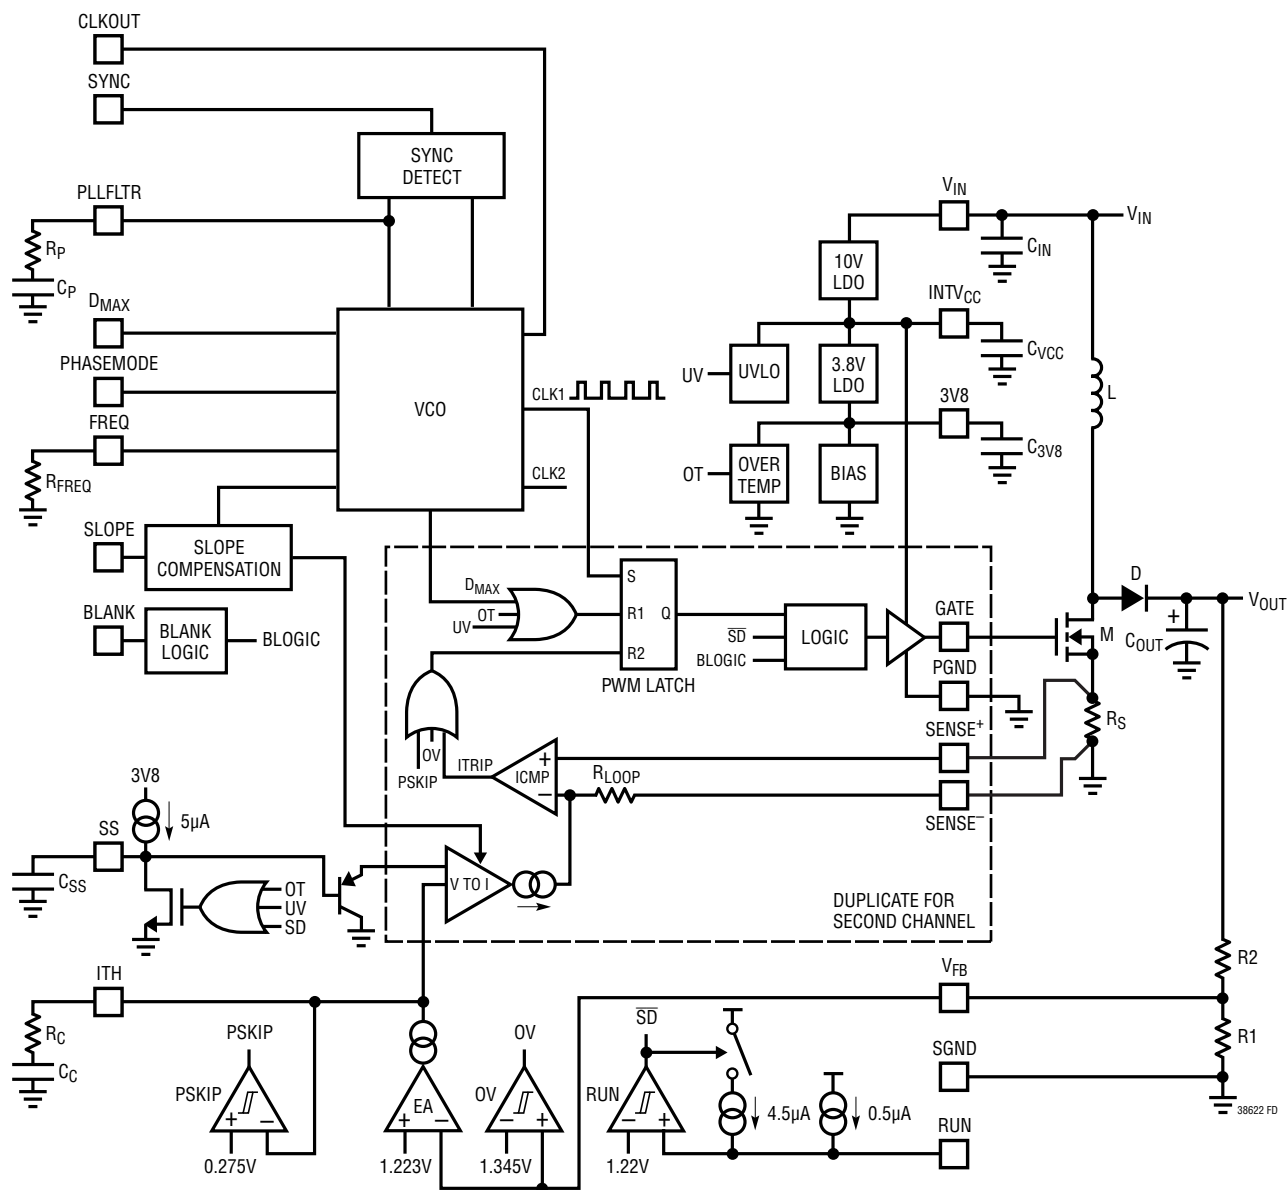 CLKOUT
SYNC
SYNC
DETECT
PLLFLTR
RP
CP
DMAX
PHASEMODE
FREQ
RFREQ
VCO
CLK1
CLK2
VIN
VIN
CIN
10V
LDO
INTVCC
CVCC
UV
UVLO
3.8V
LDO
3V8
C3V8
OT
OVER
TEMP
BIAS
L
SLOPE
SLOPE
COMPENSATION
BLANK
BLANK
LOGIC
BLOGIC
DMAX
OT
UV
S
R1
Q
R2
PWM LATCH
SD
BLOGIC
LOGIC
GATE
PGND
M
D
VOUT
COUT
+
RS
SENSE+
SENSE–
PSKIP
OV
ITRIP
ICMP
+
–
RLOOP
3V8
5µA
SS
CSS
OT
UV
SD
V TO I
DUPLICATE FOR
SECOND CHANNEL
ITH
RC
CC
PSKIP
PSKIP
+
–
0.275V
EA
+
–
1.223V
OV
OV
–
+
1.345V
SD
RUN
–
+
1.22V
4.5µA
0.5µA
VFB
SGND
RUN
R2
R1
38622 FD